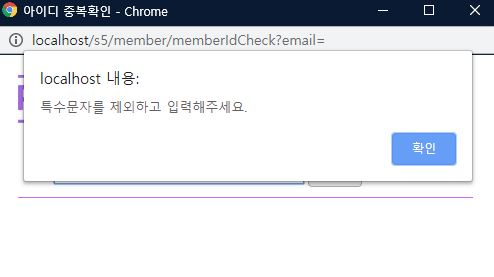 아이디 중복확인 - Chrome
localhost/s5/member/memberIdCheck?email=
localhost 내용:
특수문자를 제외하고 입력해주세요.
확인